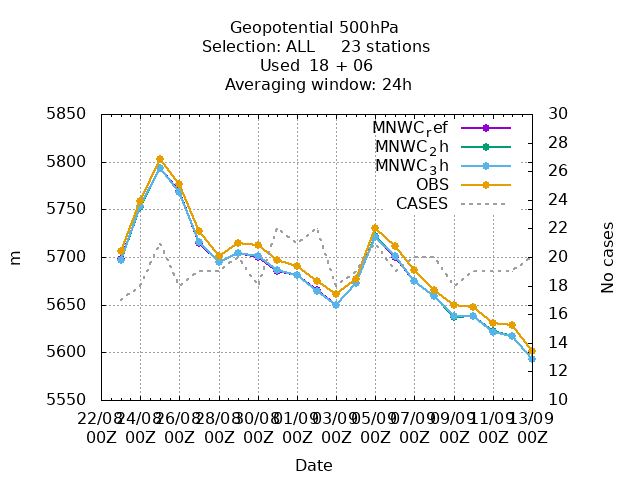 Geopotential 500hPa
Selection: ALL 23 stations
Used 18 + 06
Averaging window: 24h
5850
5800
5750
5700
5650
5600
5550
m
30
28
26
24
22
20
18
16
14
12
10
No cases
MNWC_ref
MNWC_2h
MNWC_3h
OBS
CASES
22/08 24/08 26/08 28/08 30/08 01/09 03/09 05/09 07/09 09/09 11/09 13/09
00Z 00Z 00Z 00Z 00Z 00Z 00Z 00Z 00Z 00Z 00Z 00Z
Date